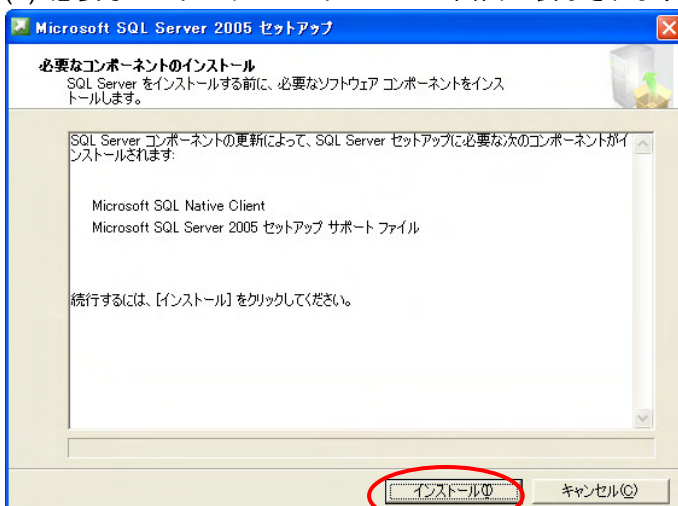 Microsoft SQL Server 2005 セットアップ
必要なコンポーネントのインストール
SQL Server をインストールする前に、必要なソフトウェア コンポーネントをインス
トールします。
SQL Server コンポーネントの更新によって、SQL Server セットアップに必要な次のコンポーネントがイ
ンストールされます:
Microsoft SQL Native Client
Microsoft SQL Server 2005 セットアップ サポート ファイル
続行するには、[インストール] をクリックしてください。
インストール(I)
キャンセル(C)